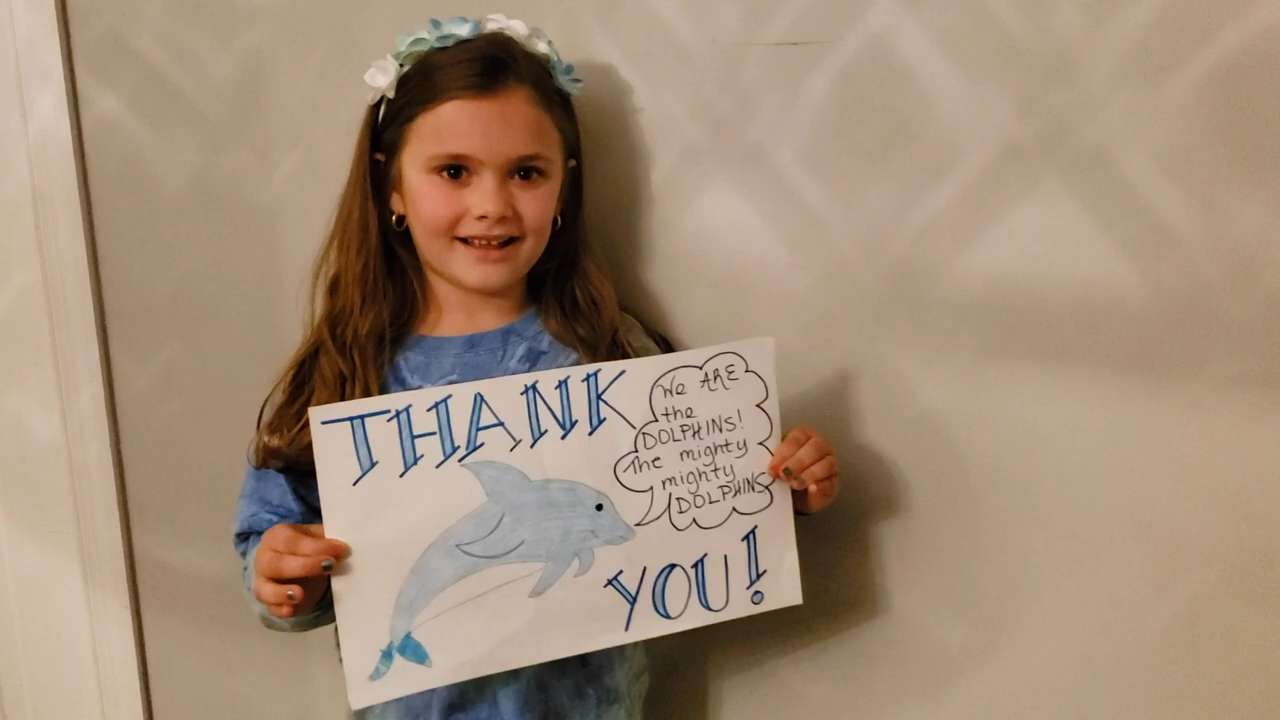 THANK
We ARE
the
DOLPHINS!
The mighty
mighty
DOLPHINS
YOU!